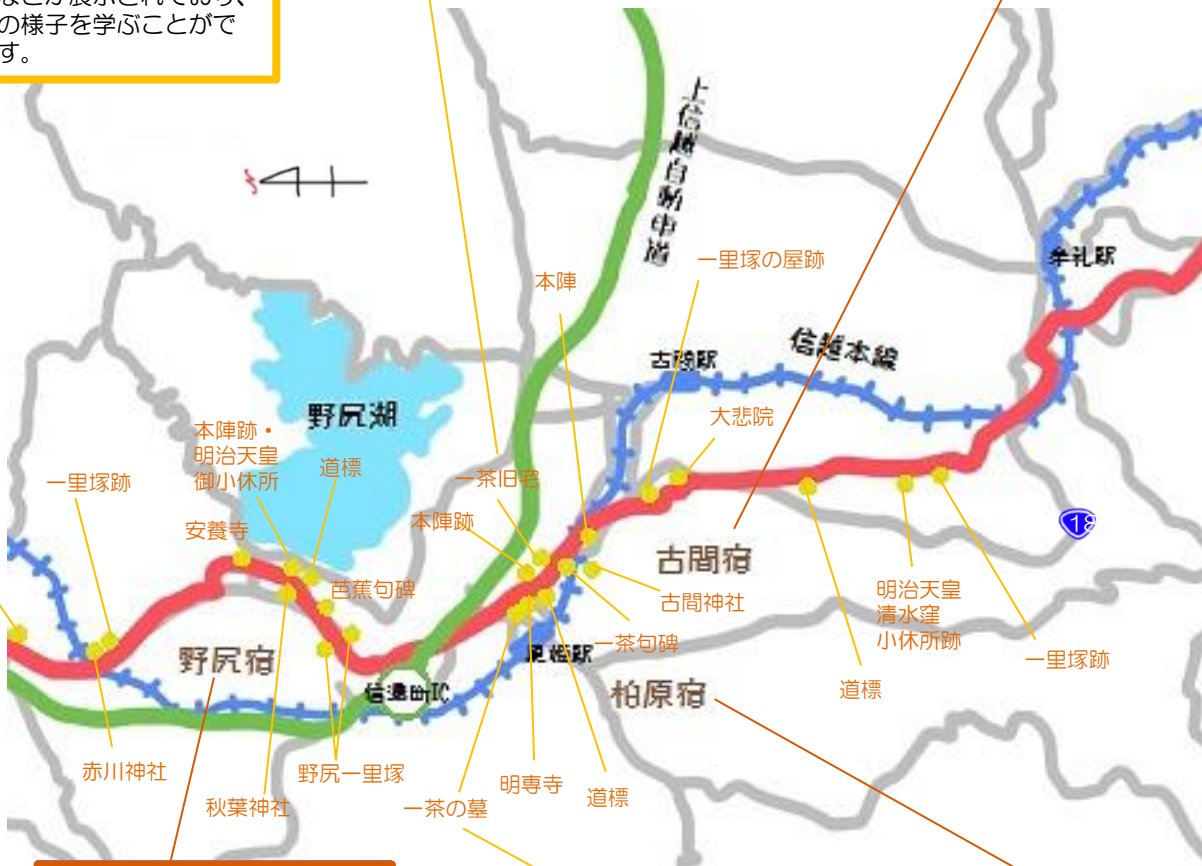 の様子を学ぶことがで
す。
上信越自動車道
一里塚の屋跡
牟礼駅
本陣
信越本線
古間駅
野尻湖
大悲院
本陣跡・
明治天皇
御小休所
道標
一里塚跡
一茶旧宅
安養寺
本陣跡
18
古間宿
芭蕉句碑
明治天皇
清水窪
小休所跡
古間神社
一茶句碑
一里塚跡
野尻宿
黒姫駅
道標
信濃町IC
柏原宿
赤川神社
野尻一里塚
明専寺
道標
秋葉神社
一茶の墓